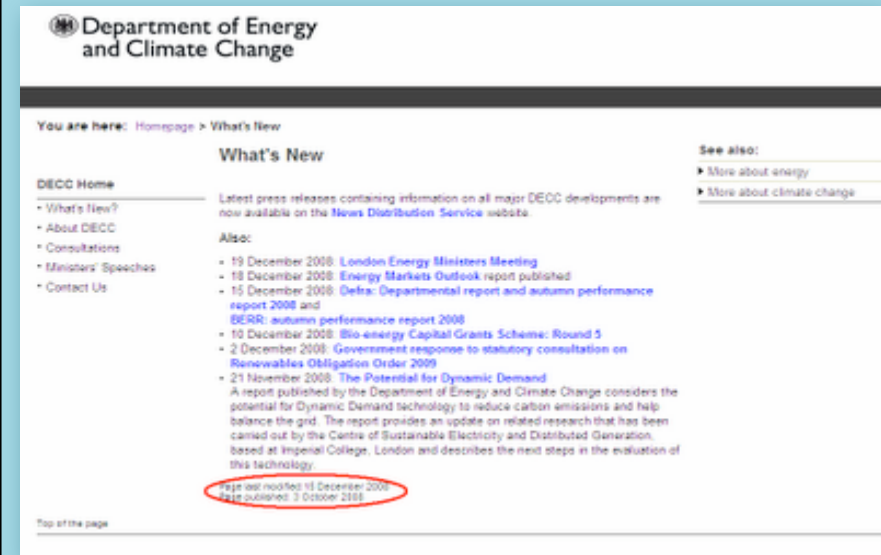 Department of Energy
and Climate Change
You are here: Homepage > What's New
What's New
See also:
More about energy
More about climate change
DECC Home
What's New?
About DECC
Consultations
Ministers' Speeches
Contact Us
Latest press releases containing information on all major DECC developments are
now available on the News Distribution Service website.
Also:
19 December 2008: London Energy Ministers Meeting
18 December 2008: Energy Markets Outlook report published
15 December 2008: Defra: Departmental report and autumn performance
report 2008 and
BERR: autumn performance report 2008
10 December 2008: Bio-energy Capital Grants Scheme: Round 5
2 December 2008: Government response to statutory consultation on
Renewables Obligation Order 2009
21 November 2008: The Potential for Dynamic Demand
A report published by the Department of Energy and Climate Change considers the
potential for Dynamic Demand technology to reduce carbon emissions and help
balance the grid. The report provides an update on related research that has been
carried out by the Centre of Sustainable Electricity and Distributed Generation,
based at Imperial College, London and describes the next steps in the evaluation of
this technology.
Page last modified December 2008
Page published: 3 October 2008
Top of the page